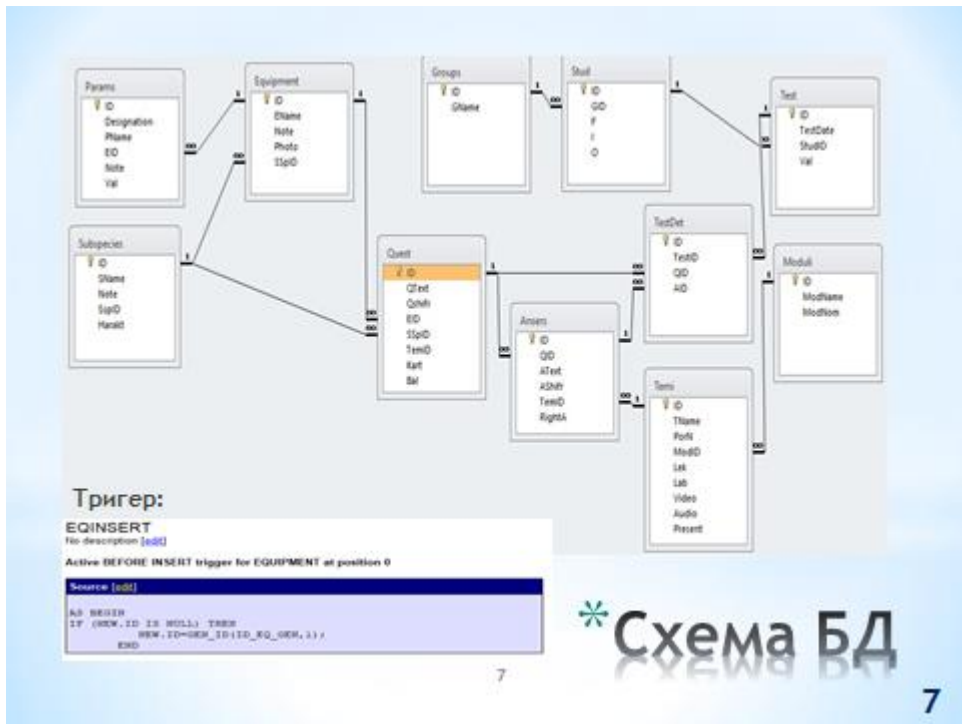 Params
ID
Designation
PName
EID
Note
Val
Equipment
ID
EName
Note
Photo
SSpID
Groups
ID
GName
Stud
ID
GID
F
I
O
Test
ID
TestDate
StudID
Val
Subspecies
ID
SName
Note
SspID
Quest
ID
QText
Qshifr
EID
SSpID
TemID
Kart
Bal
Ansers
ID
QID
AText
AShifr
TemID
RightA
TestDet
ID
TestID
QID
AID
Moduli
ID
ModName
ModNom
Temi
ID
TName
PorN
ModID
Lek
Lab
Video
Audio
Present
Тригер:
EQINSERT
No description [edit]
Active BEFORE INSERT trigger for EQUIPMENT at position 0
Source [edit]
AS BEGIN
IF (NEW.ID IS NULL) THEN
NEW.ID=GEN_ID(ID_EQ_GEN,1);
END
*Схема БД
7
7